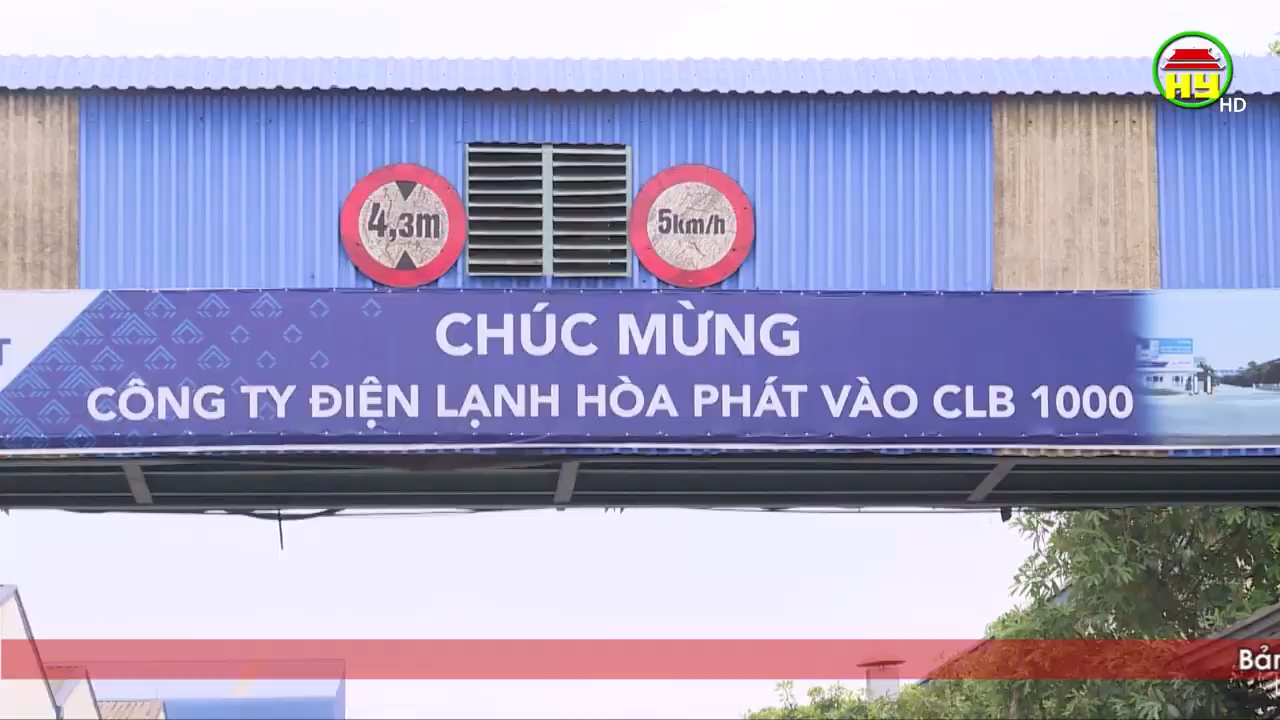 HY
HD
4,3m
5km/h
CHÚC MỪNG
CÔNG TY ĐIỆN LẠNH HÒA PHÁT VÀO CLB 1000